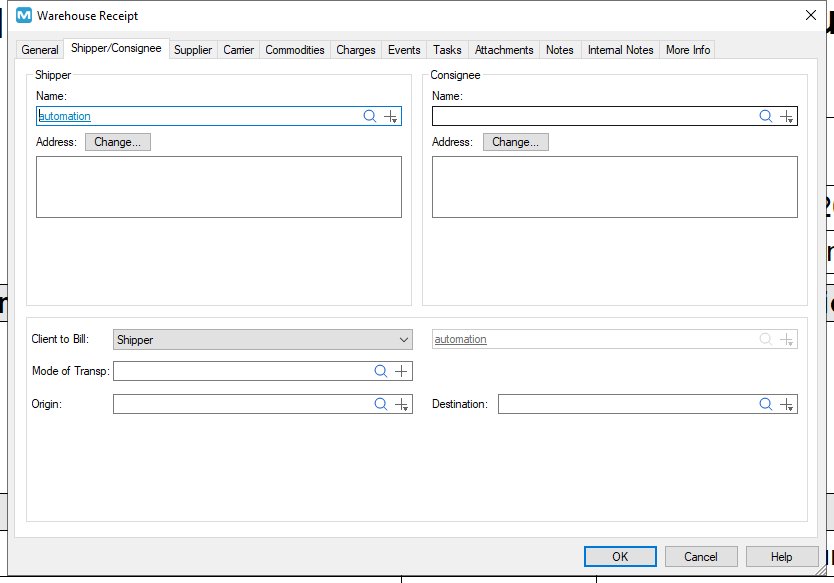 Warehouse Receipt
General Shipper/Consignee Supplier Carrier Commodities Charges Events Tasks Attachments Notes Internal Notes More Info
Shipper
Name:
automation
Address: Change...
Consignee
Name:
Address: Change...
Client to Bill: Shipper automation
Mode of Transp:
Origin: Destination:
OK Cancel Help